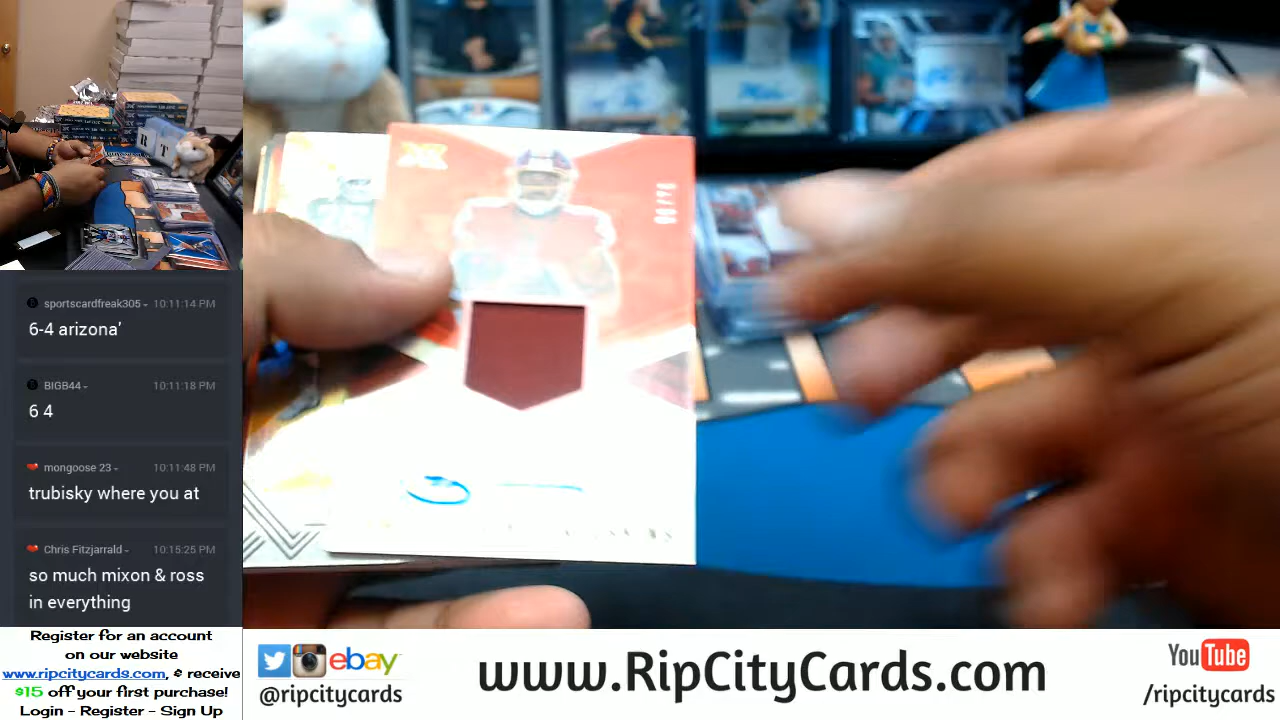 sportscardfreak305 - 10:11:14 PM
6-4 arizona'
BIGB44 - 10:11:18 PM
6 4
mongoose 23 - 10:11:48 PM
trubisky where you at
Chris Fitzjarrald - 10:15:25 PM
so much mixon & ross
in everything
Register for an account
on our website
www.ripcitycards.com, & receive
$15 off your first purchase!
Login - Register - Sign Up
R T
XR
ebay
@ripcitycards
www.RipCityCards.com
YouTube
/ripcitycards